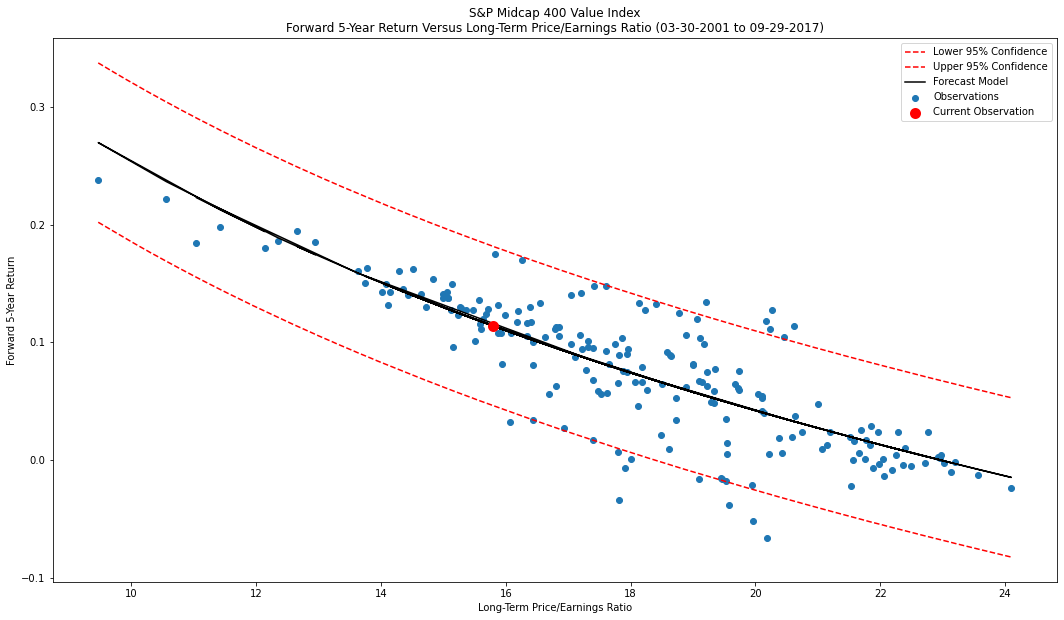 S&P Midcap 400 Value Index
Forward 5-Year Return Versus Long-Term Price/Earnings Ratio (03-30-2001 to 09-29-2017)
Lower 95% Confidence
Upper 95% Confidence
Forecast Model
Observations
Current Observation
Forward 5-Year Return
0.3
0.2
0.1
0.0
−0.1
10 12 14 16 18 20 22 24
Long-Term Price/Earnings Ratio